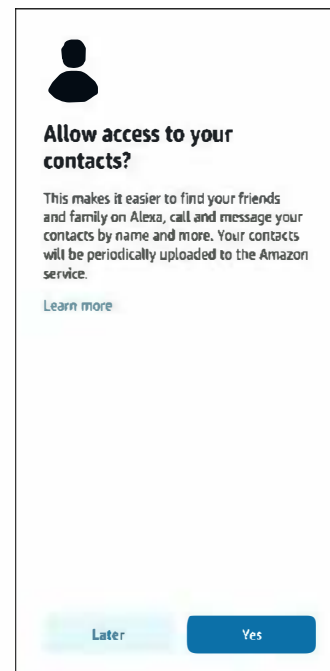 Allow access to your
contacts?
This makes it easier to find your friends
and family on Alexa, call and message your
contacts by name and more. Your contacts
will be periodically uploaded to the Amazon
service.
Learn more
Later
Yes